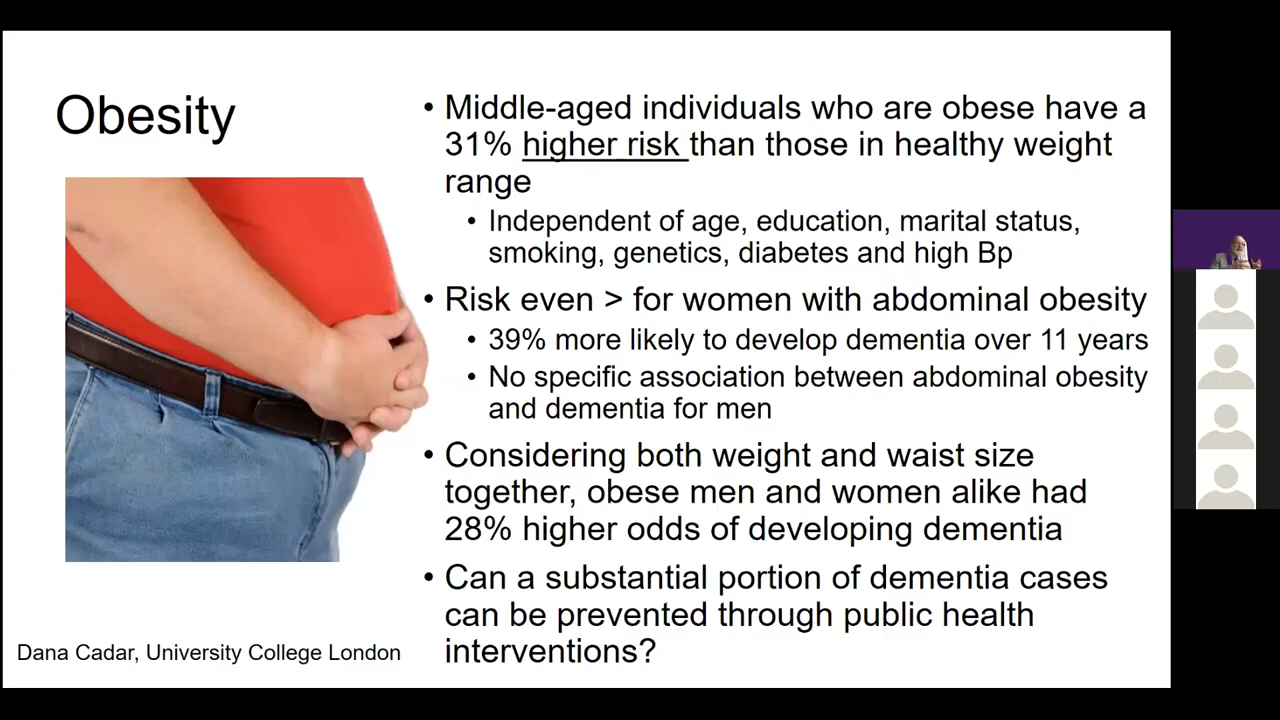 Obesity
• Middle-aged individuals who are obese have a
31% higher risk than those in healthy weight
range
• Independent of age, education, marital status,
smoking, genetics, diabetes and high Bp
• Risk even > for women with abdominal obesity
• 39% more likely to develop dementia over 11 years
• No specific association between abdominal obesity
and dementia for men
• Considering both weight and waist size
together, obese men and women alike had
28% higher odds of developing dementia
• Can a substantial portion of dementia cases
can be prevented through public health
interventions?
Dana Cadar, University College London